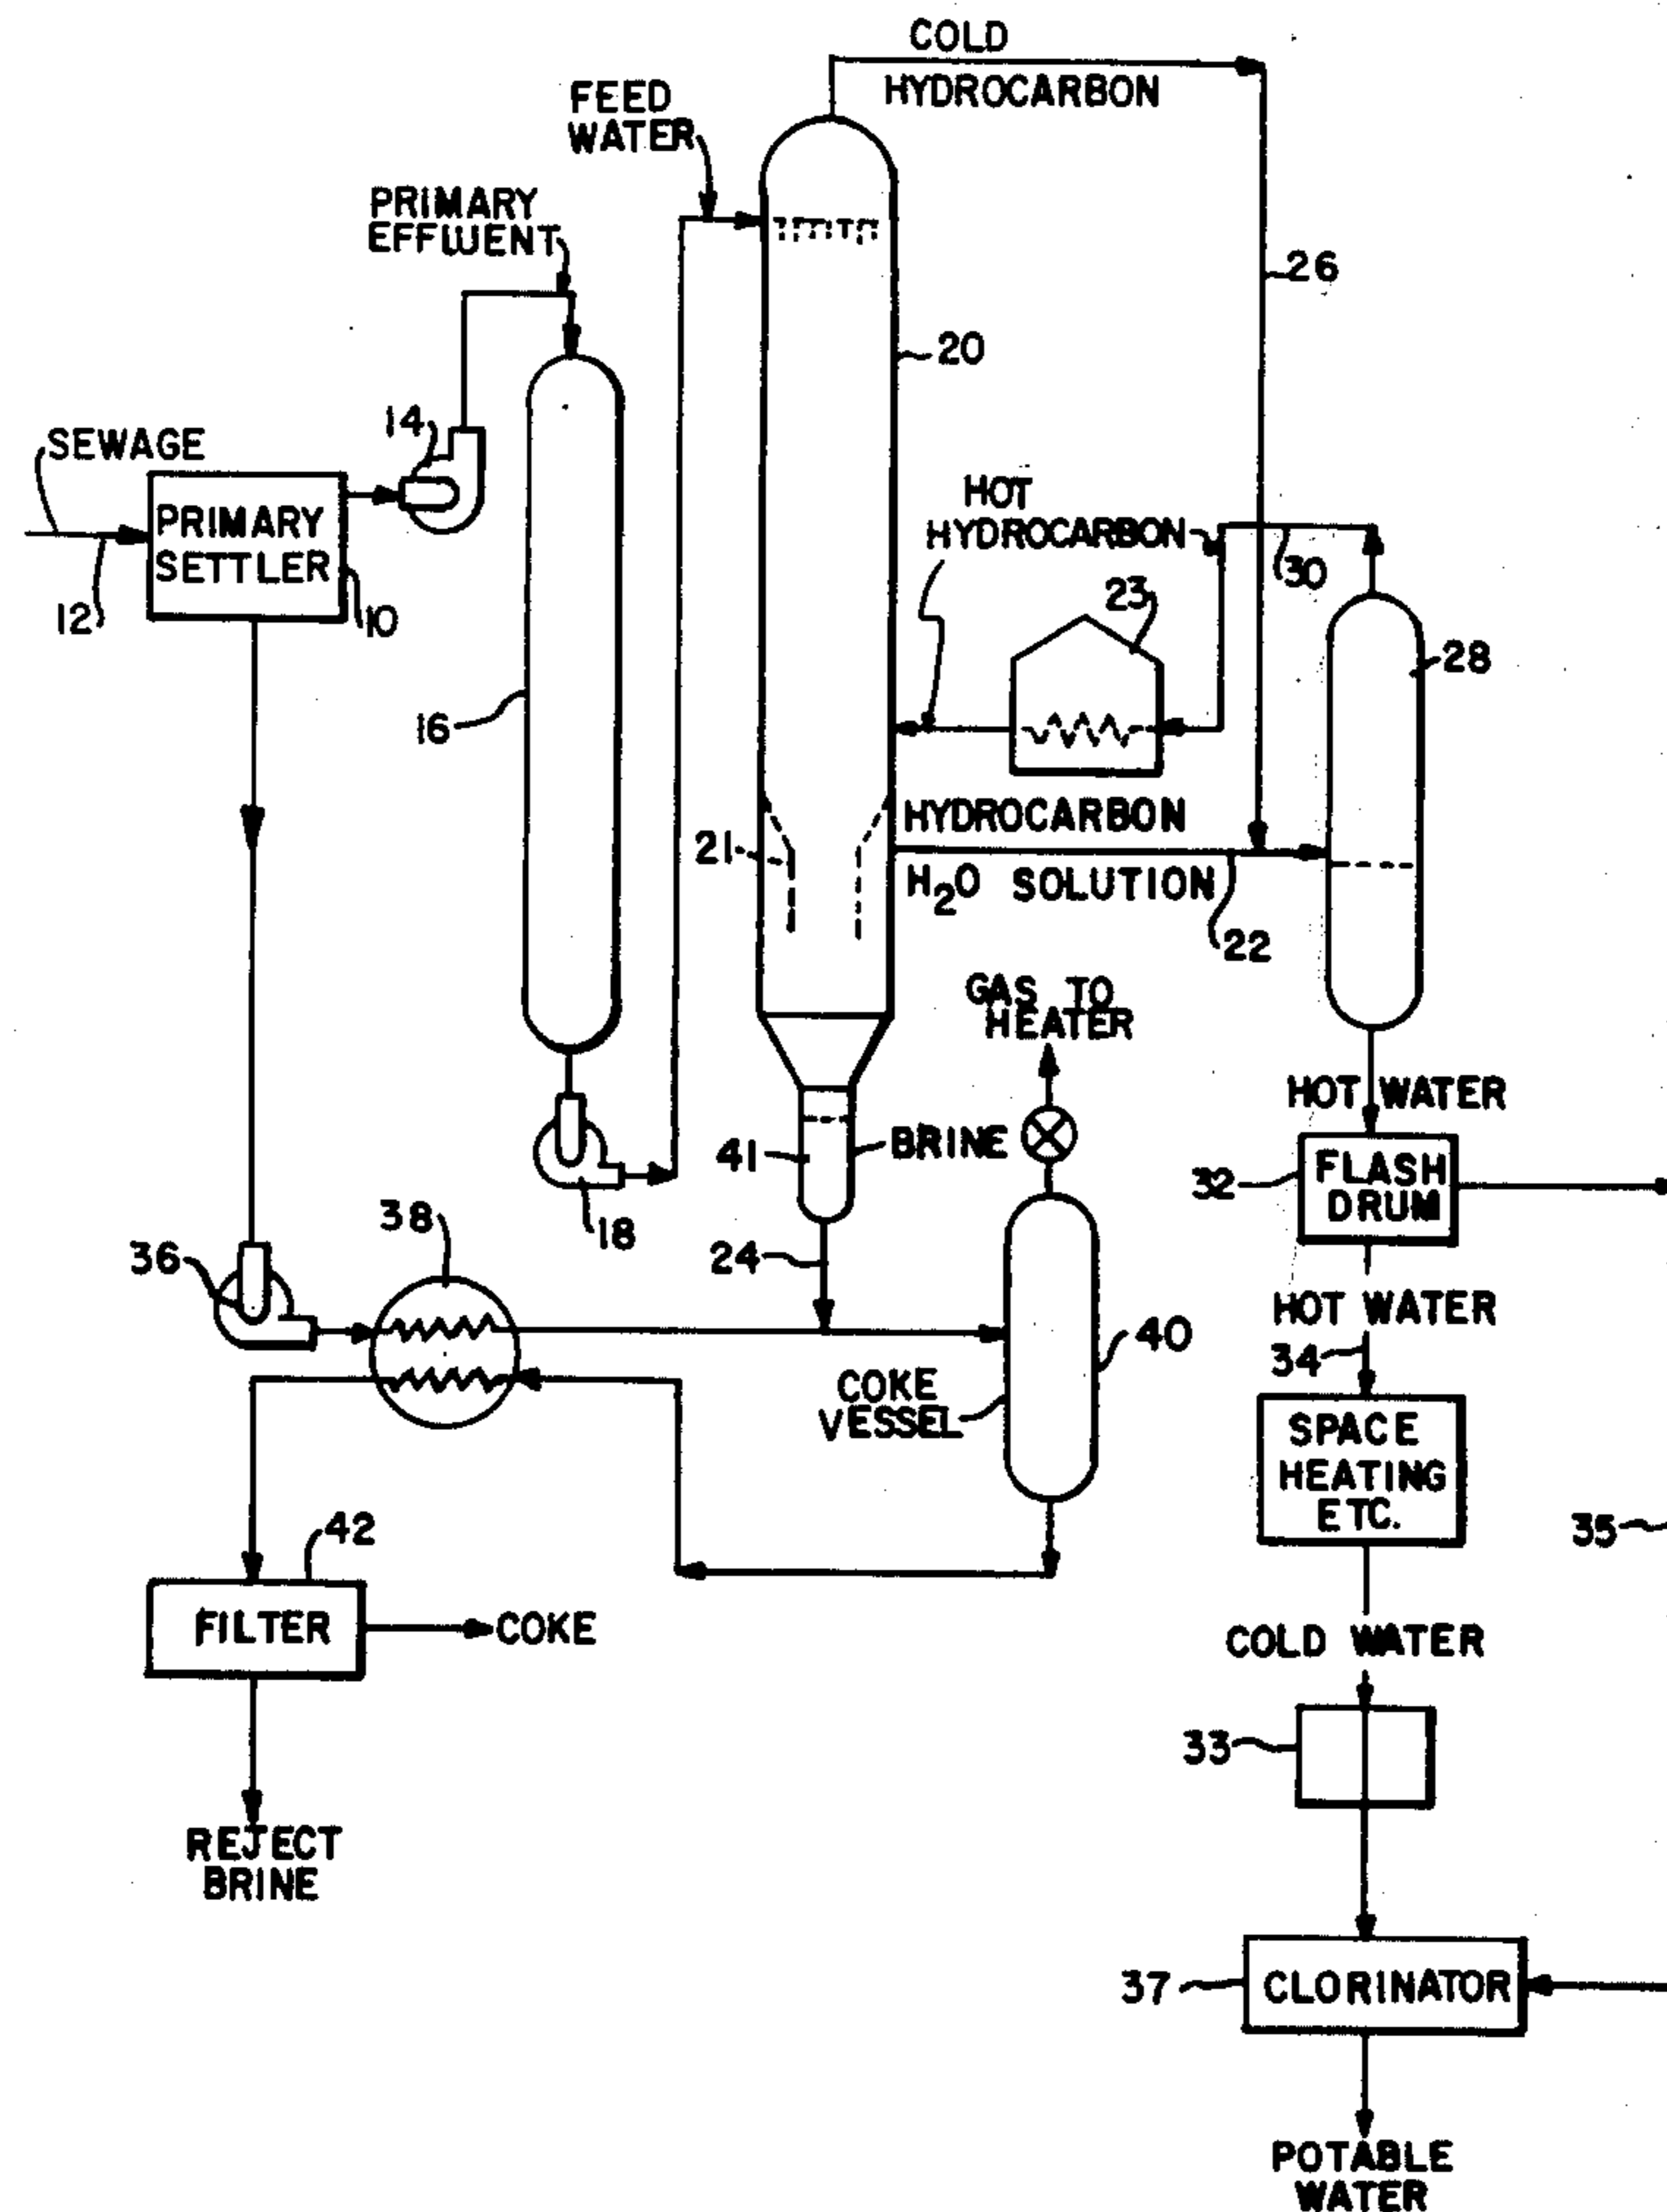 COLD
HYDROCARBON
FEED
WATER
PRIMARY
EFFLUENT
26
20
14
SEWAGE
HOT
HYDROCARBON
PRIMARY
SETTLER
30
23
12
10
28
16
HYDROCARBON
21
H2O SOLUTION
22
GAS TO
HEATER
HOT WATER
41
BRINE
FLASH
DRUM
32
38
18
24
36
HOT WATER
40
34
COKE
VESSEL
SPACE
HEATING
ETC.
42
35
FILTER
COKE
COLD WATER
33
REJECT
BRINE
37
CLORINATOR
POTABLE
WATER